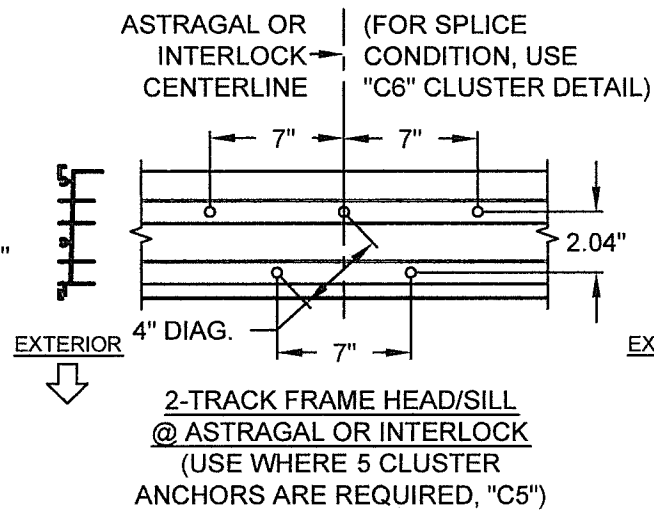 ASTRAGAL OR
INTERLOCK
CENTERLINE
(FOR SPLICE
CONDITION, USE
"C6" CLUSTER DETAIL)
7"
7"
2.04"
"
EXTERIOR
4" DIAG.
7"
EX
2-TRACK FRAME HEAD/SILL
@ ASTRAGAL OR INTERLOCK
(USE WHERE 5 CLUSTER
ANCHORS ARE REQUIRED, "C5")